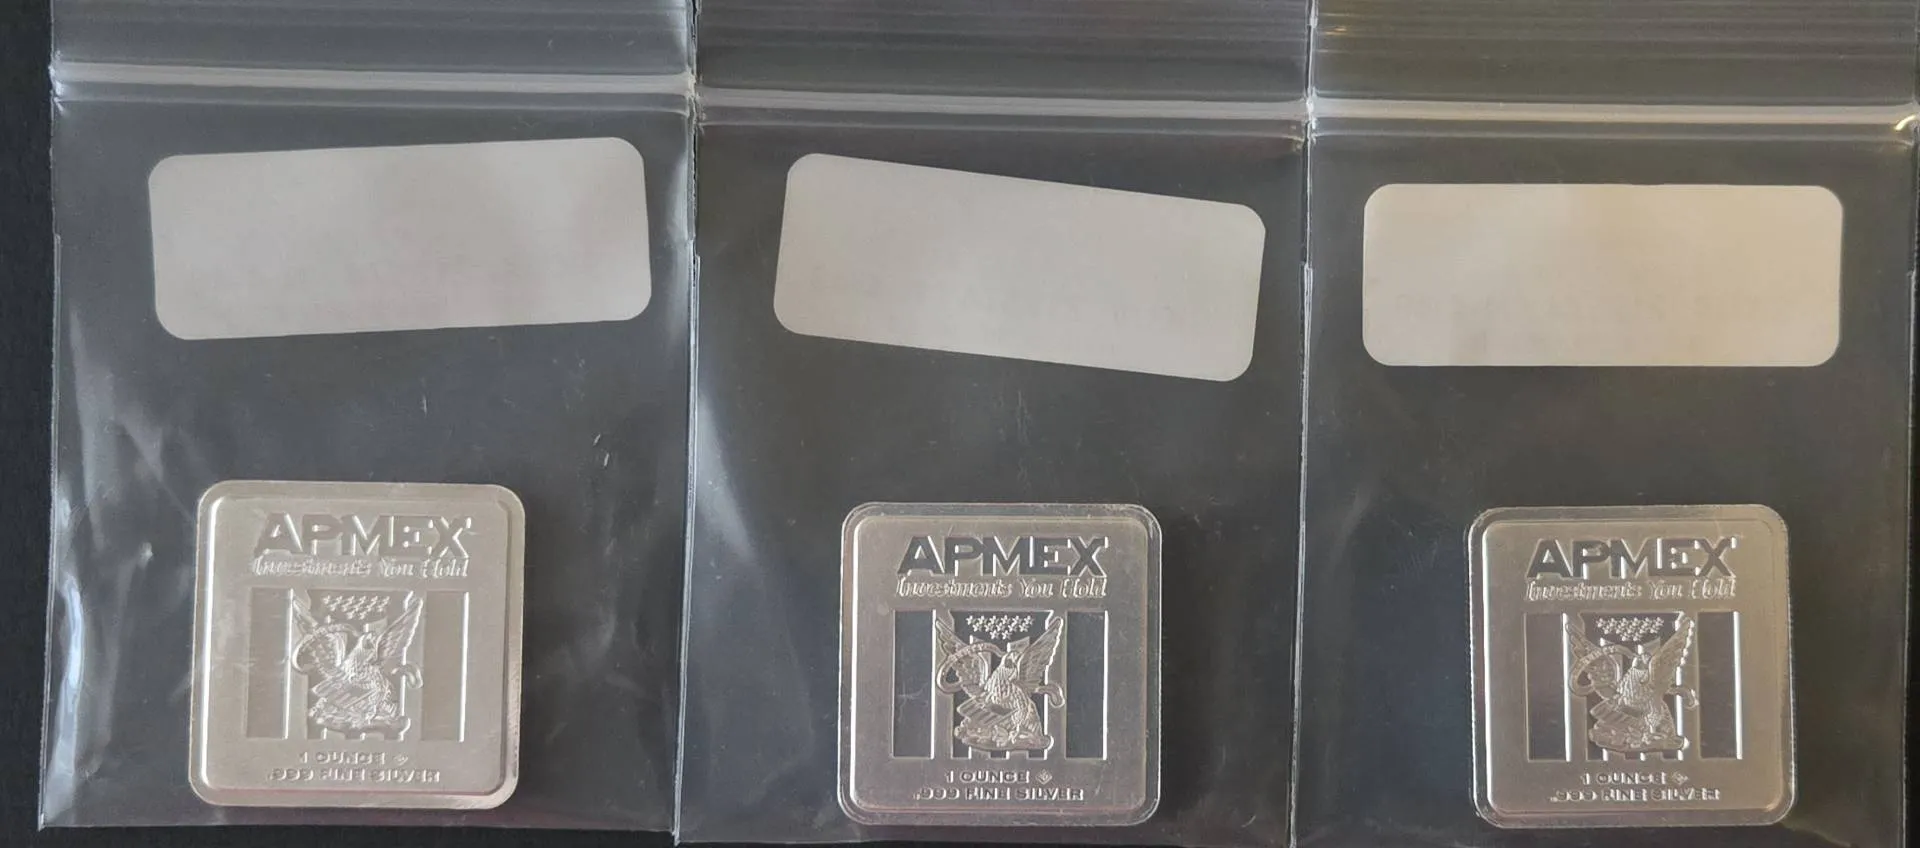 APMEX
Investments You Hold
1 OUNCE
.999 FINE SILVER
APMEX
Investments You Hold
1 OUNCE
.999 FINE SILVER
APMEX
Investments You Hold
1 OUNCE
.999 FINE SILVER